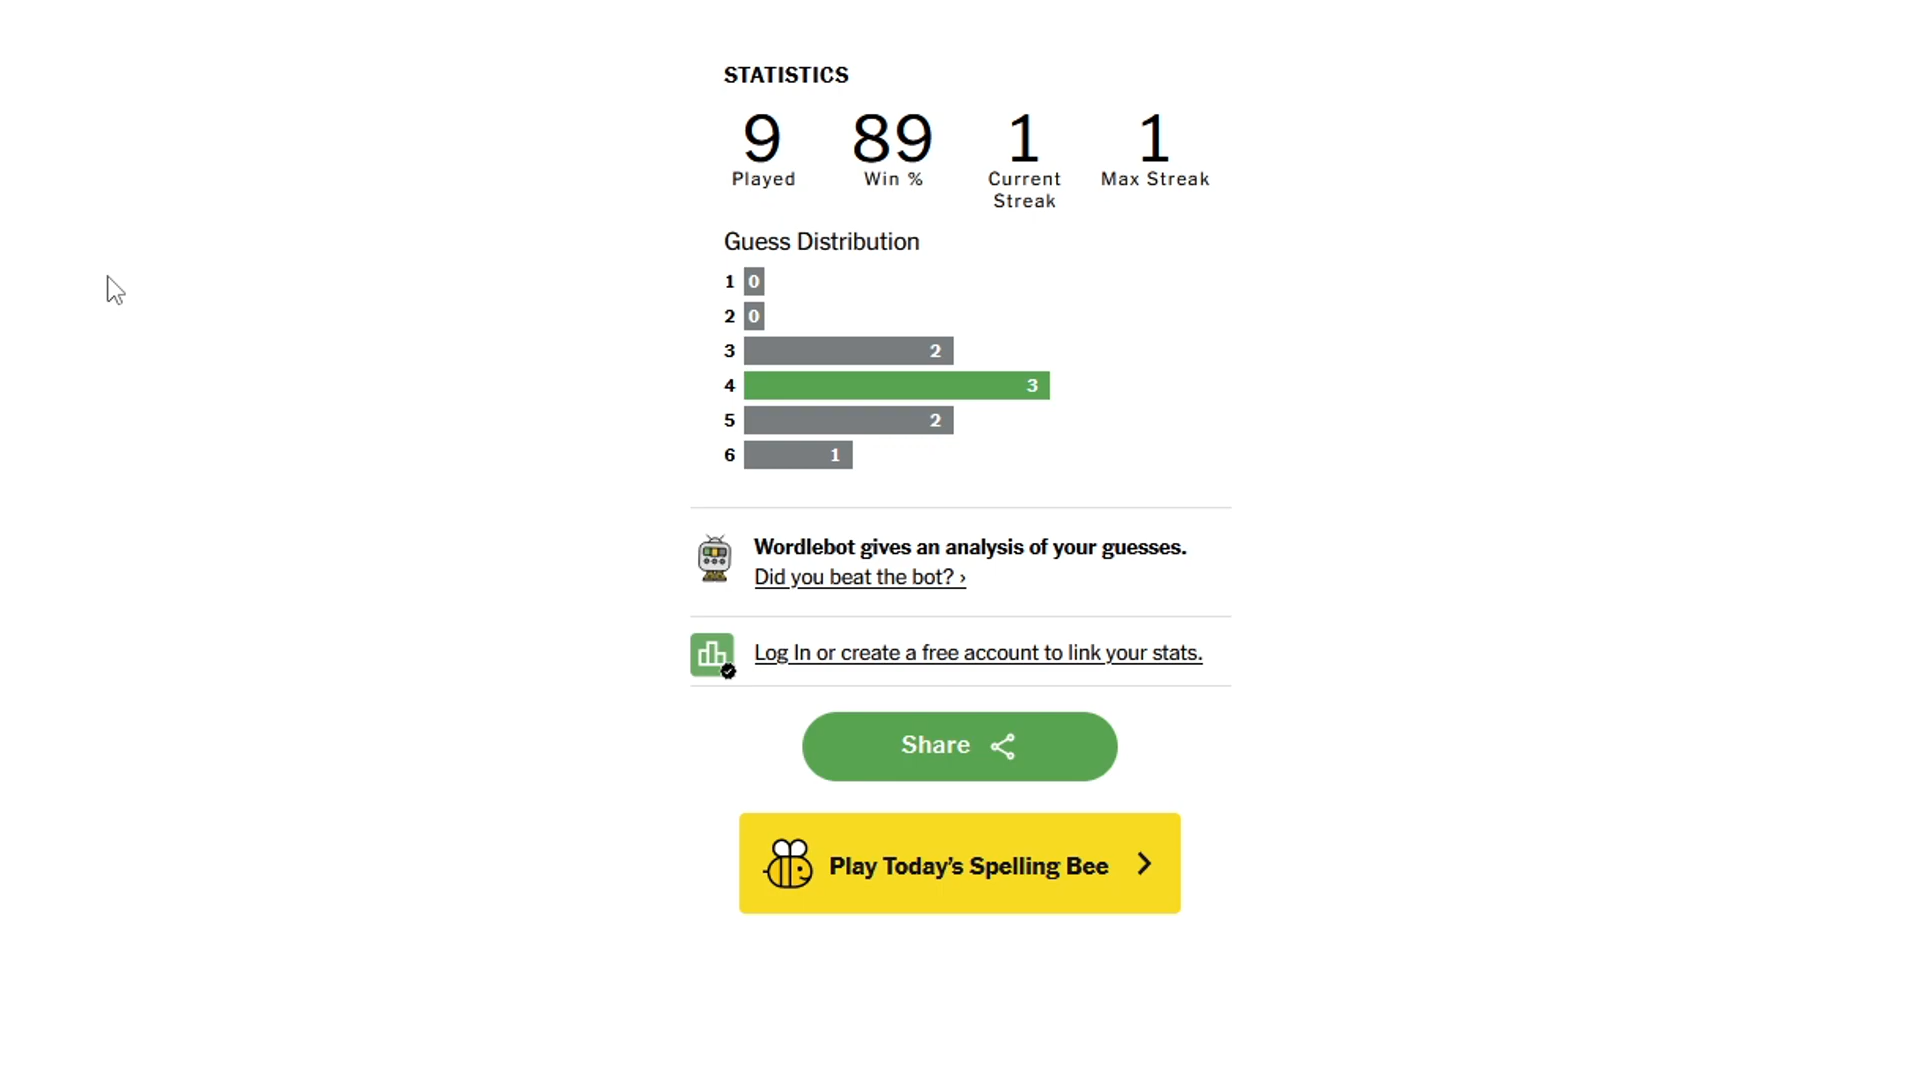 STATISTICS
9 89 1 1
Played Win % Current Streak Max Streak
Guess Distribution
1 0
2 0
3 2
4 3
5 2
6 1
Wordlebot gives an analysis of your guesses.
Did you beat the bot? ›
Log In or create a free account to link your stats.
Share
Play Today's Spelling Bee